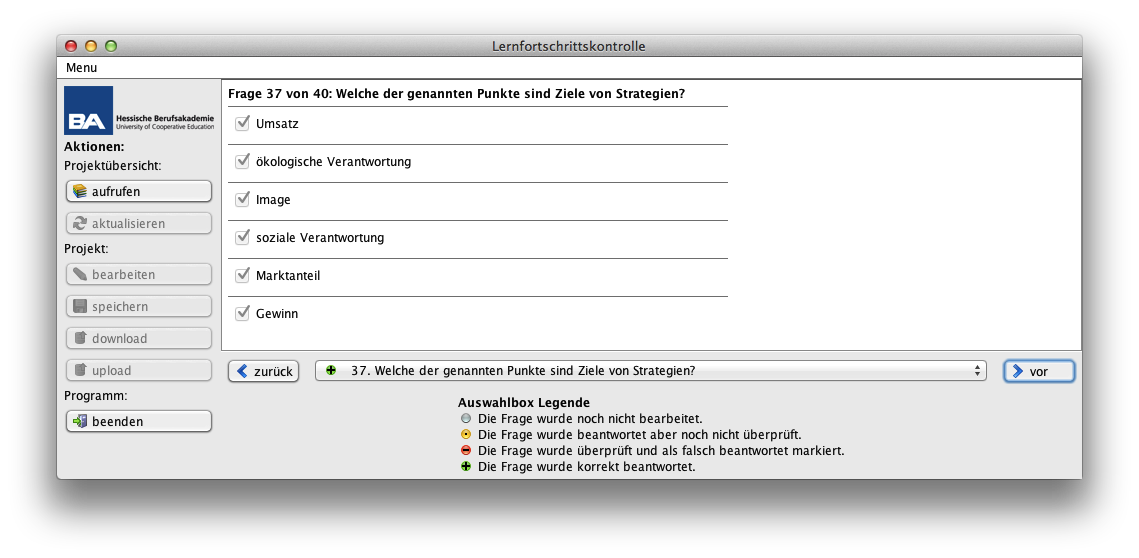 Lernfortschrittskontrolle
Menu
BA Hessische Berufsakademie
University of Cooperative Education
Aktionen:
Projektübersicht:
aufrufen
aktualisieren
Projekt:
bearbeiten
speichern
download
upload
Programm:
beenden
Frage 37 von 40: Welche der genannten Punkte sind Ziele von Strategien?
Umsatz
ökologische Verantwortung
Image
soziale Verantwortung
Marktanteil
Gewinn
zurück
37. Welche der genannten Punkte sind Ziele von Strategien?
vor
Auswahlbox Legende
Die Frage wurde noch nicht bearbeitet.
Die Frage wurde beantwortet aber noch nicht überprüft.
Die Frage wurde überprüft und als falsch beantwortet markiert.
Die Frage wurde korrekt beantwortet.